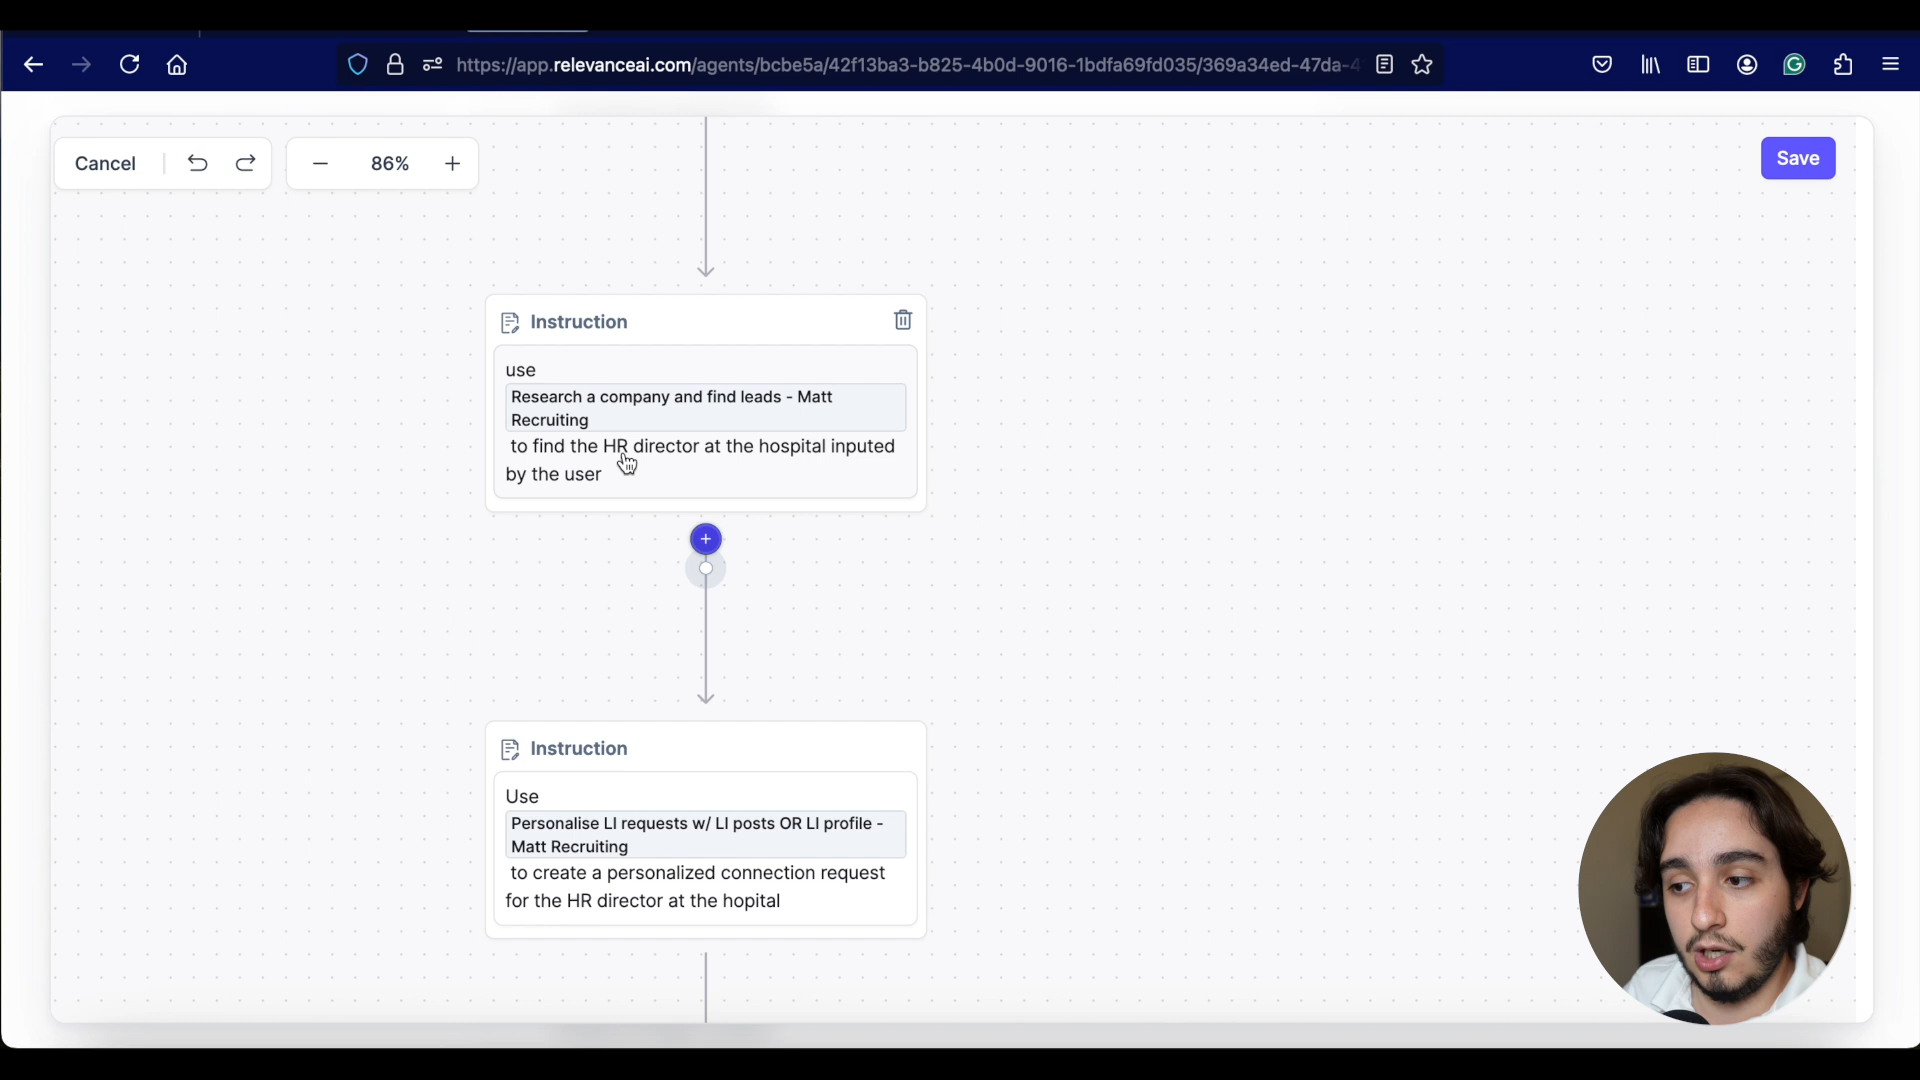 https://app.relevanceai.com/agents/bcbe5a/42f13ba3-b825-4b0d-9016-1bdfa69fd035/369a34ed-47da-4
Cancel
86%
Save
Instruction
use
Research a company and find leads - Matt
Recruiting
to find the HR director at the hospital inputed
by the user
Instruction
Use
Personalise LI requests w/ LI posts OR LI profile -
Matt Recruiting
to create a personalized connection request
for the HR director at the hopital